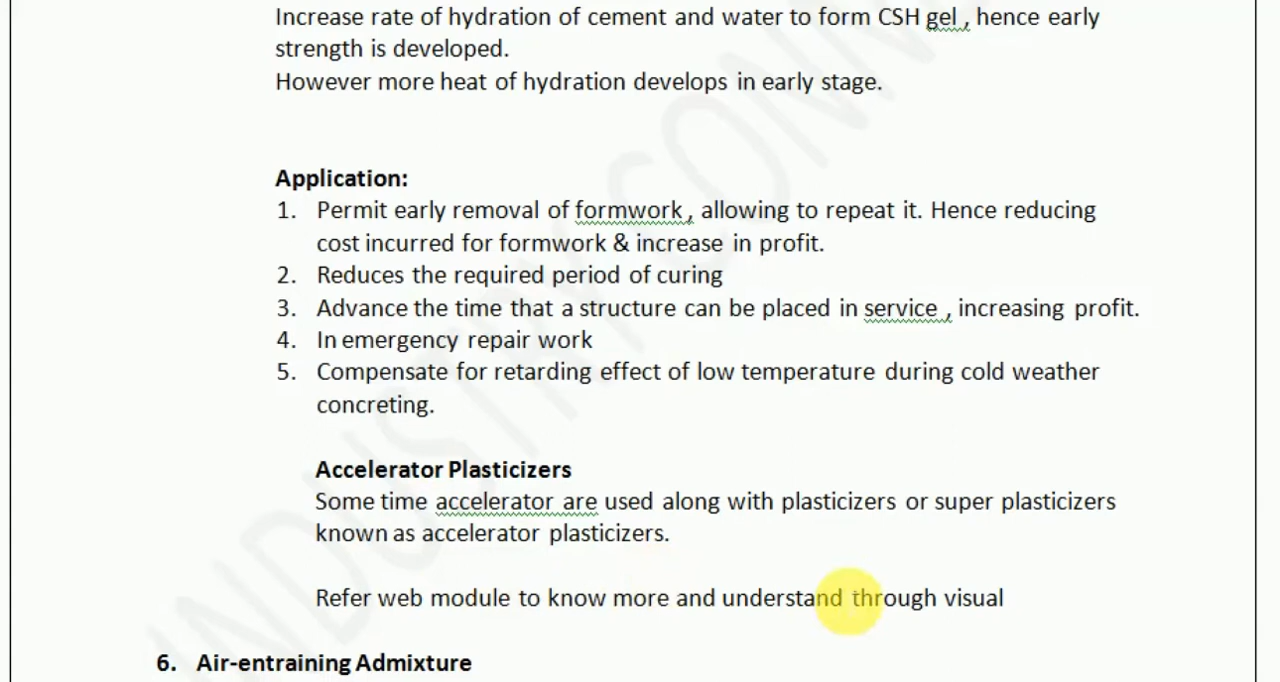 Increase rate of hydration of cement and water to form CSH gel , hence early
strength is developed.
However more heat of hydration develops in early stage.
Application:
1. Permit early removal of formwork , allowing to repeat it. Hence reducing
cost incurred for formwork & increase in profit.
2. Reduces the required period of curing
3. Advance the time that a structure can be placed in service , increasing profit.
4. In emergency repair work
5. Compensate for retarding effect of low temperature during cold weather
concreting.
Accelerator Plasticizers
Some time accelerator are used along with plasticizers or super plasticizers
known as accelerator plasticizers.
Refer web module to know more and understand through visual
6. Air-entraining Admixture
INDUSTRY CONN